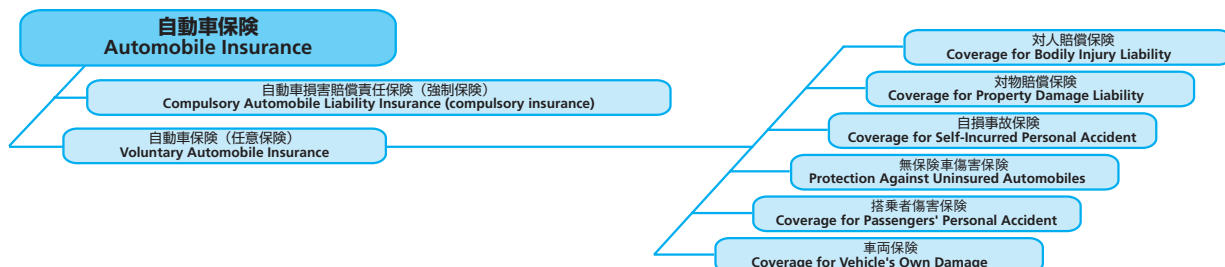 自動車保険
Automobile Insurance
自動車損害賠償責任保険（強制保険）
Compulsory Automobile Liability Insurance (compulsory insurance)
自動車保険（任意保険）
Voluntary Automobile Insurance
対人賠償保険
Coverage for Bodily Injury Liability
対物賠償保険
Coverage for Property Damage Liability
自損事故保険
Coverage for Self-Incurred Personal Accident
無保険車傷害保険
Protection Against Uninsured Automobiles
搭乗者傷害保険
Coverage for Passengers' Personal Accident
車両保険
Coverage for Vehicle's Own Damage